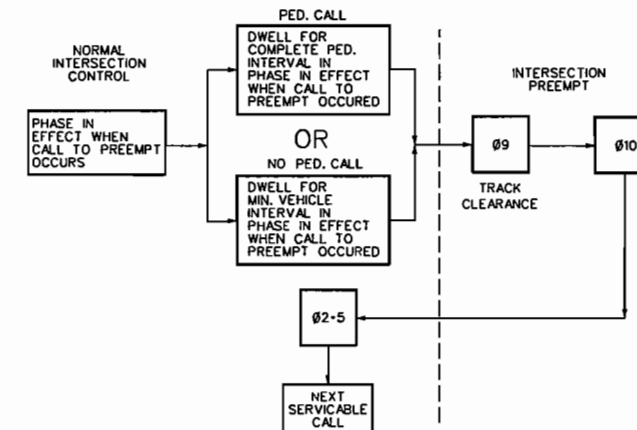 PED. CALL
NORMAL
INTERSECTION
CONTROL
DWELL FOR
COMPLETE PED.
INTERVAL IN
PHASE IN EFFECT
WHEN CALL TO
PREEMPT OCCURED
INTERSECTION
PREEMPT
PHASE IN
EFFECT WHEN
CALL TO PREEMPT
OCCURS
OR
NO PED. CALL
DWELL FOR
MIN. VEHICLE
INTERVAL IN
PHASE IN EFFECT
WHEN CALL TO
PREEMPT OCCURED
Ø9
Ø10
TRACK
CLEARANCE
Ø2·5
NEXT
SERVICABLE
CALL